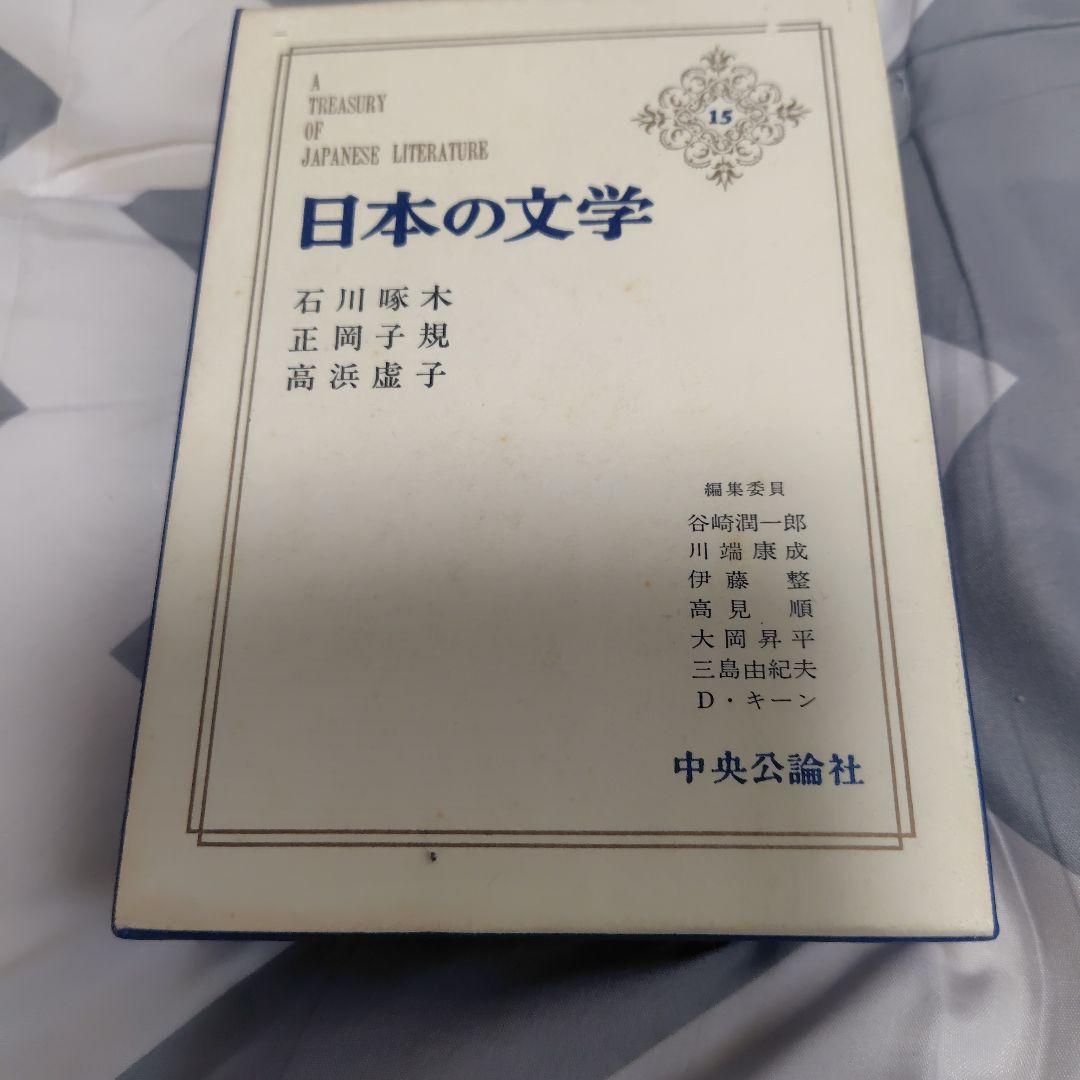 A
TREASURY
OF
JAPANESE LITERATURE
15
日本の文学
石川啄木
正岡子規
高浜虚子
編集委員
谷崎潤一郎
川端康成
伊藤 整
高見 順
大岡昇平
三島由紀夫
D・キーン
中央公論社